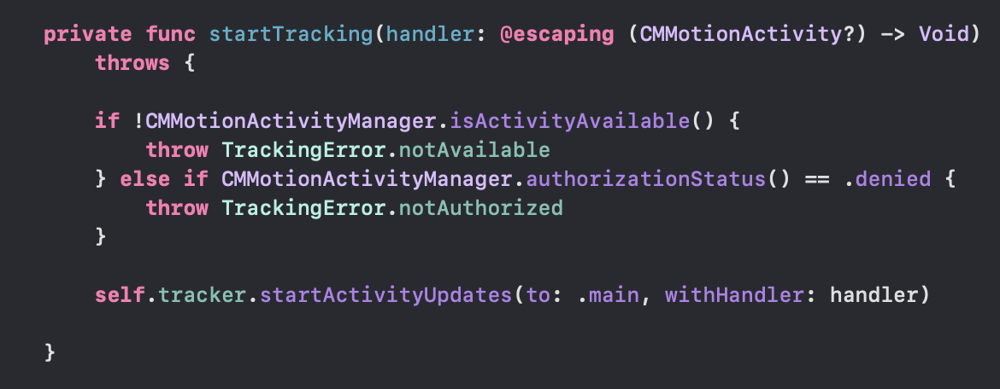 private func startTracking(handler: @escaping (CMMotionActivity?) -> Void)
    throws {

    if !CMMotionActivityManager.isActivityAvailable() {
        throw TrackingError.notAvailable
    } else if CMMotionActivityManager.authorizationStatus() == .denied {
        throw TrackingError.notAuthorized
    }

    self.tracker.startActivityUpdates(to: .main, withHandler: handler)

}